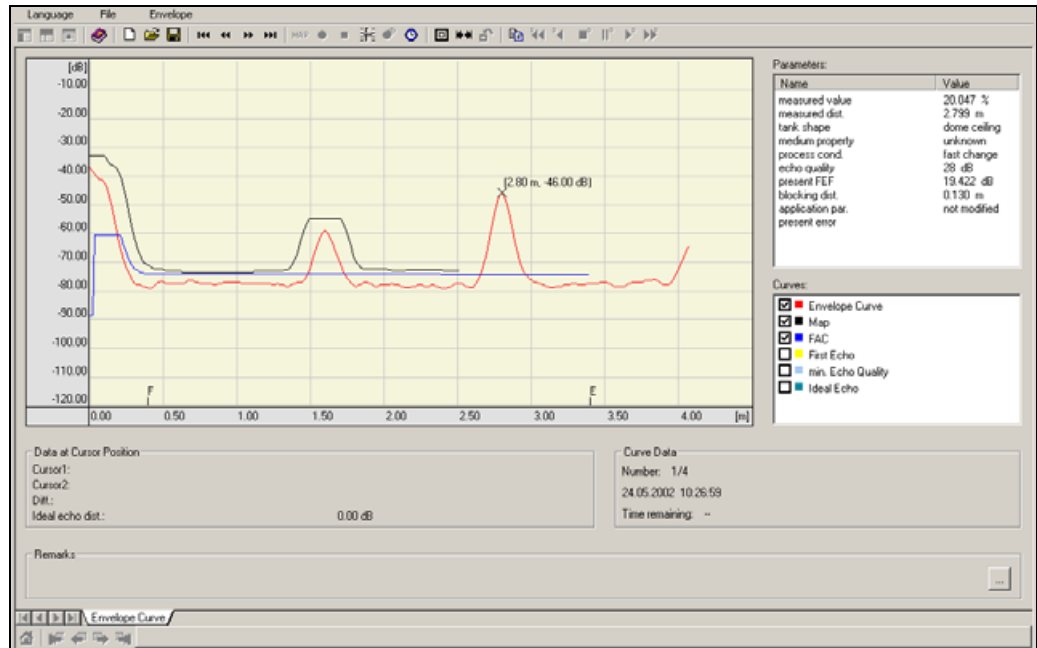 Language File Envelope
MAP
[dB]
-10.00
-20.00
-30.00
-40.00
-50.00
-60.00
-70.00
-80.00
-90.00
-100.00
-110.00
-120.00
[2.80 m, -46.00 dB)
F
E
0.00 0.50 1.00 1.50 2.00 2.50 3.00 3.50 4.00 [m]
Parameters:
Name Value
measured value 20.047 %
measured dist. 2.799 m
tank shape dome ceiling
medium property unknown
process cond. fast change
echo quality 28 dB
present FEF 19.422 dB
blocking dist. 0.130 m
application par. not modified
present error
Curves:
Envelope Curve
Map
FAC
First Echo
min. Echo Quality
Ideal Echo
Data at Cursor Position
Cursor1:
Cursor2:
Diff.:
Ideal echo dist.: 0.00 dB
Curve Data
Number: 1/4
24.05.2002 10:26:59
Time remaining: --
Remarks
...
Envelope Curve